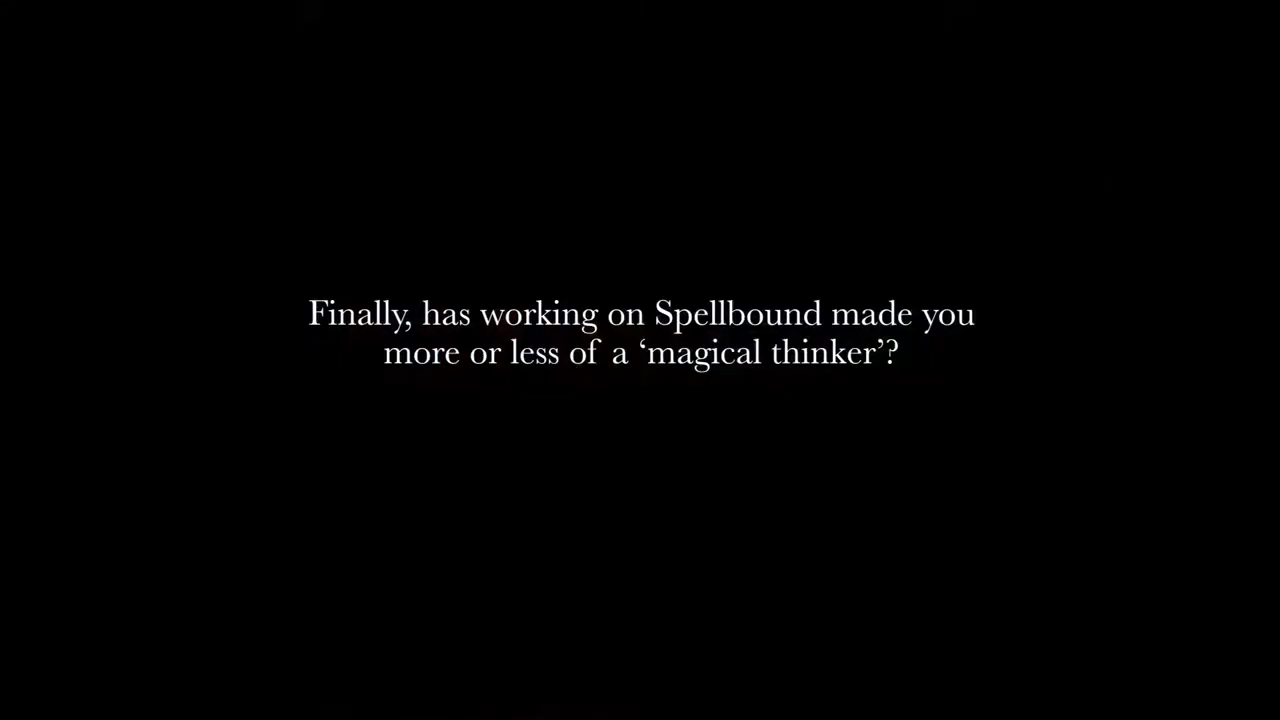 Finally, has working on Spellbound made you
more or less of a ‘magical thinker’?